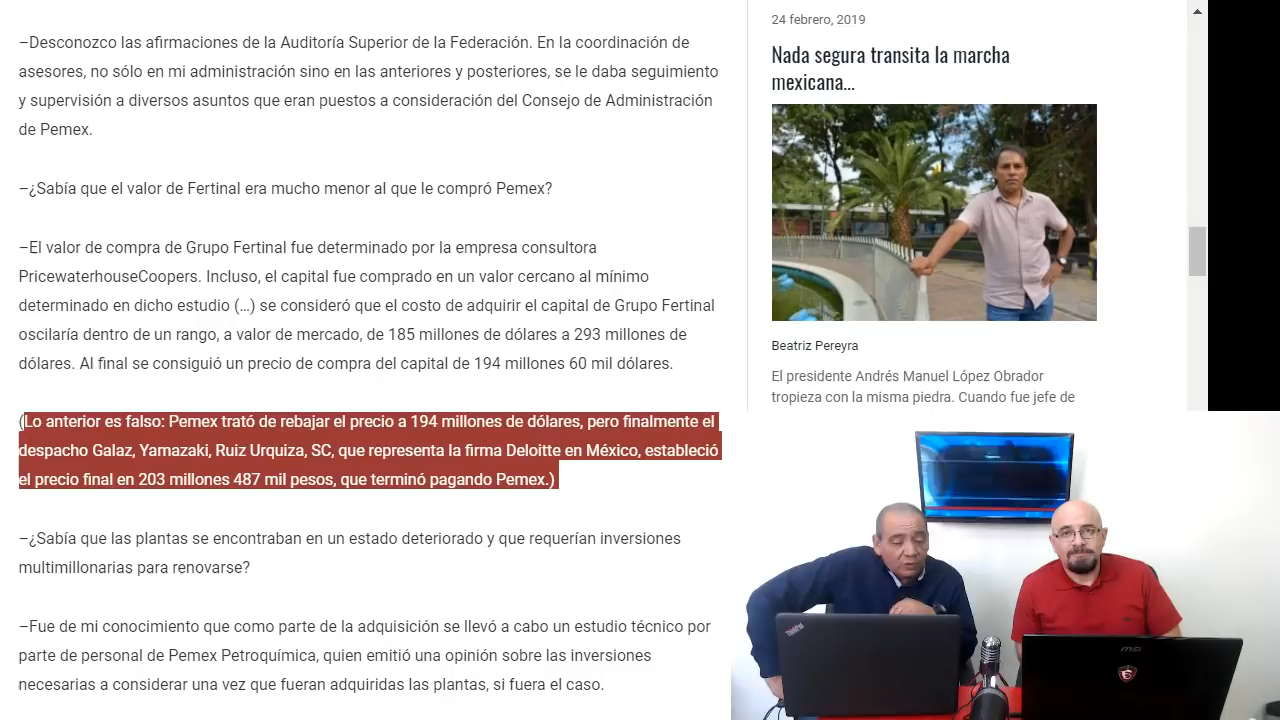 –Desconozco las afirmaciones de la Auditoría Superior de la Federación. En la coordinación de
asesores, no sólo en mi administración sino en las anteriores y posteriores, se le daba seguimiento
y supervisión a diversos asuntos que eran puestos a consideración del Consejo de Administración
de Pemex.
–¿Sabía que el valor de Fertinal era mucho menor al que le compró Pemex?
–El valor de compra de Grupo Fertinal fue determinado por la empresa consultora
PricewaterhouseCoopers. Incluso, el capital fue comprado en un valor cercano al mínimo
determinado en dicho estudio (…) se consideró que el costo de adquirir el capital de Grupo Fertinal
oscilaría dentro de un rango, a valor de mercado, de 185 millones de dólares a 293 millones de
dólares. Al final se consiguió un precio de compra del capital de 194 millones 60 mil dólares.
(Lo anterior es falso: Pemex trató de rebajar el precio a 194 millones de dólares, pero finalmente el
despacho Galaz, Yamazaki, Ruiz Urquiza, SC, que representa la firma Deloitte en México, estableció
el precio final en 203 millones 487 mil pesos, que terminó pagando Pemex.)
–¿Sabía que las plantas se encontraban en un estado deteriorado y que requerían inversiones
multimillonarias para renovarse?
–Fue de mi conocimiento que como parte de la adquisición se llevó a cabo un estudio técnico por
parte de personal de Pemex Petroquímica, quien emitió una opinión sobre las inversiones
necesarias a considerar una vez que fueran adquiridas las plantas, si fuera el caso.
24 febrero, 2019
Nada segura transita la marcha
mexicana…
Beatriz Pereyra
El presidente Andrés Manuel López Obrador
tropieza con la misma piedra. Cuando fue jefe de
ThinkPad
msi